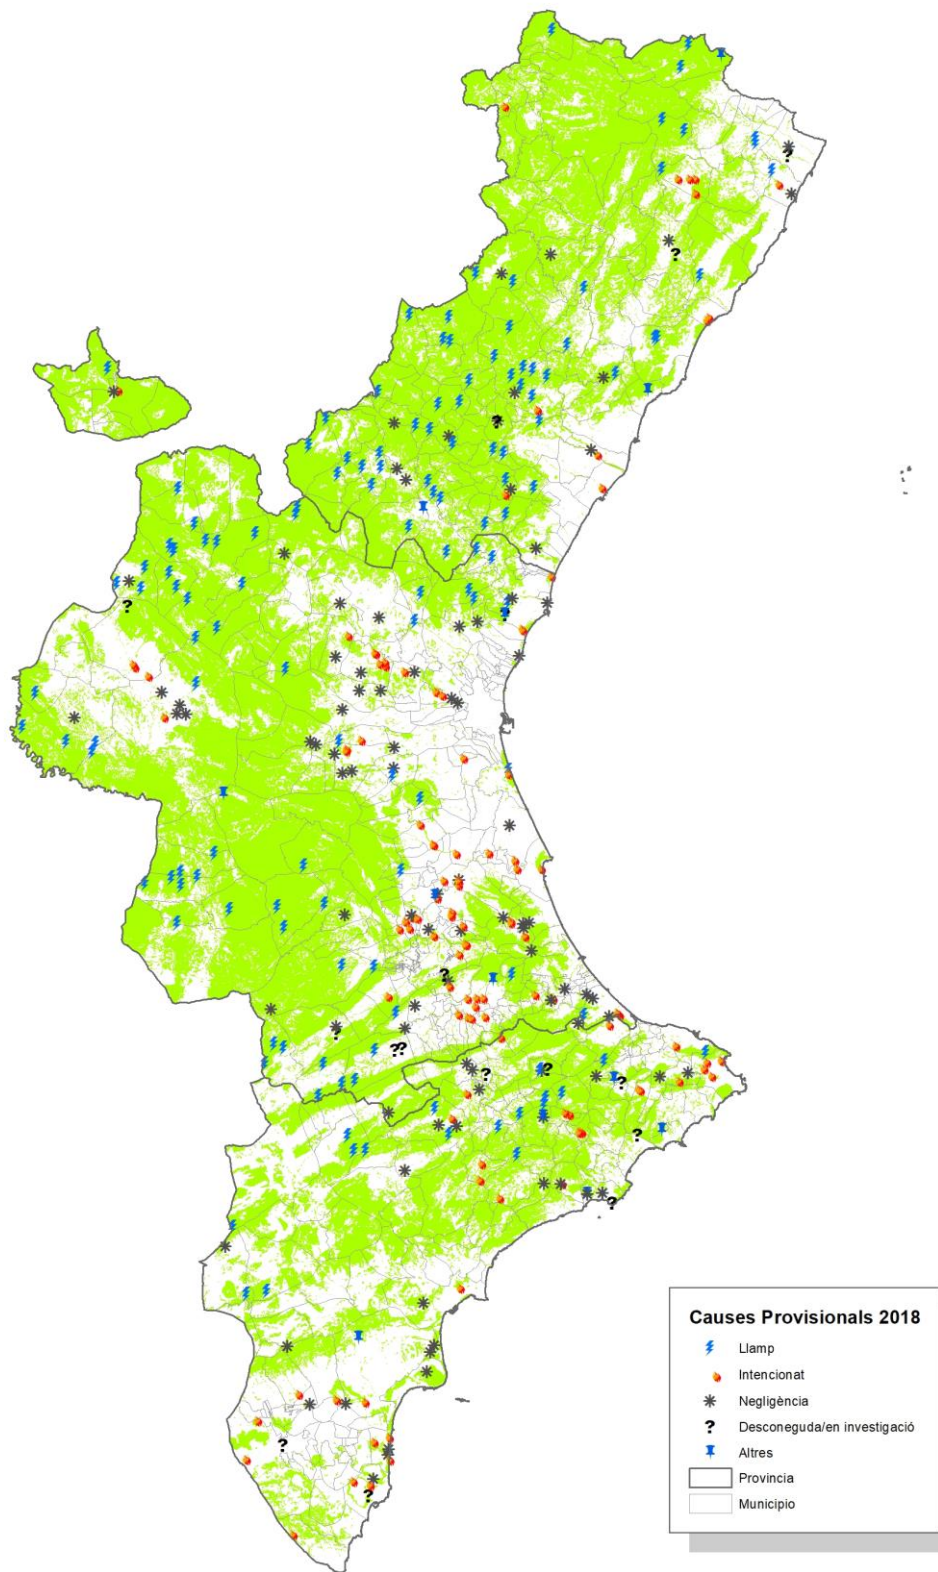 Causes Provisionals 2018
Llamp
Intencionat
Negligència
Desconeguda/en investigació
Altres
Provincia
Municipio